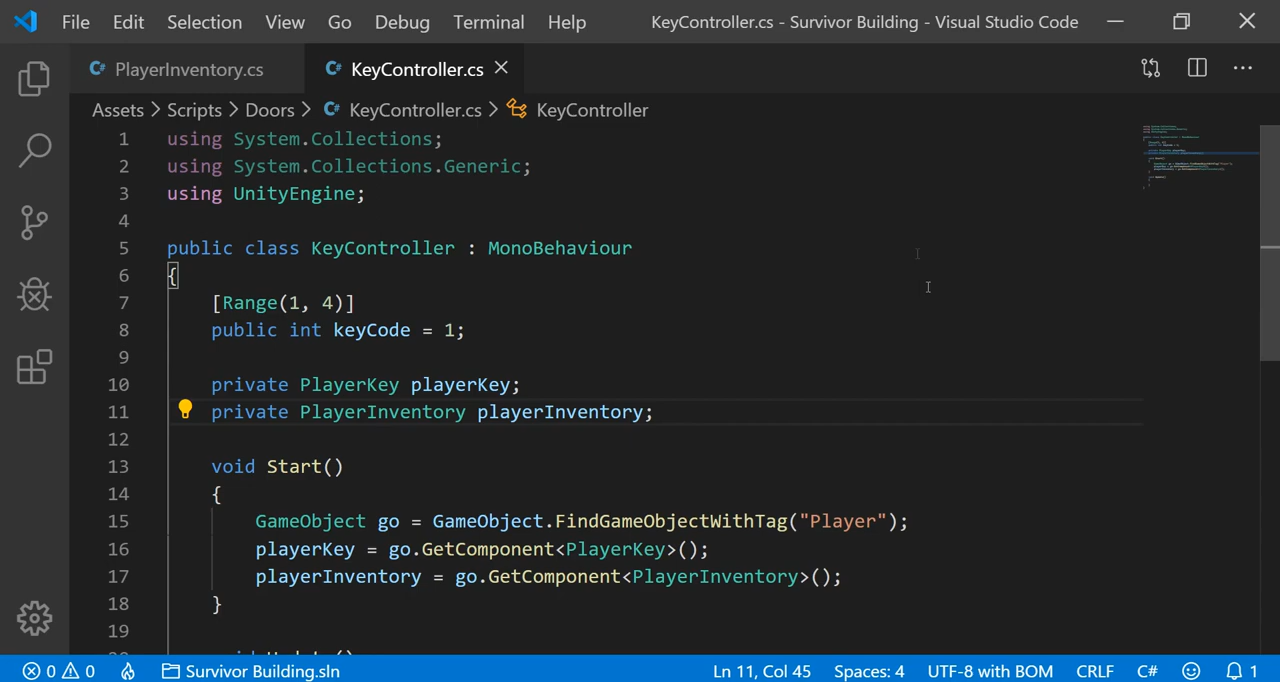 File Edit Selection View Go Debug Terminal Help KeyController.cs - Survivor Building - Visual Studio Code
C# PlayerInventory.cs C# KeyController.cs
Assets > Scripts > Doors > C# KeyController.cs > KeyController
1 using System.Collections;
2 using System.Collections.Generic;
3 using UnityEngine;
4
5 public class KeyController : MonoBehaviour
6 {
7 [Range(1, 4)]
8 public int keyCode = 1;
9
10 private PlayerKey playerKey;
11 private PlayerInventory playerInventory;
12
13 void Start()
14 {
15 GameObject go = GameObject.FindGameObjectWithTag("Player");
16 playerKey = go.GetComponent<PlayerKey>();
17 playerInventory = go.GetComponent<PlayerInventory>();
18 }
19
0 0 Survivor Building.sln Ln 11, Col 45 Spaces: 4 UTF-8 with BOM CRLF C# 1